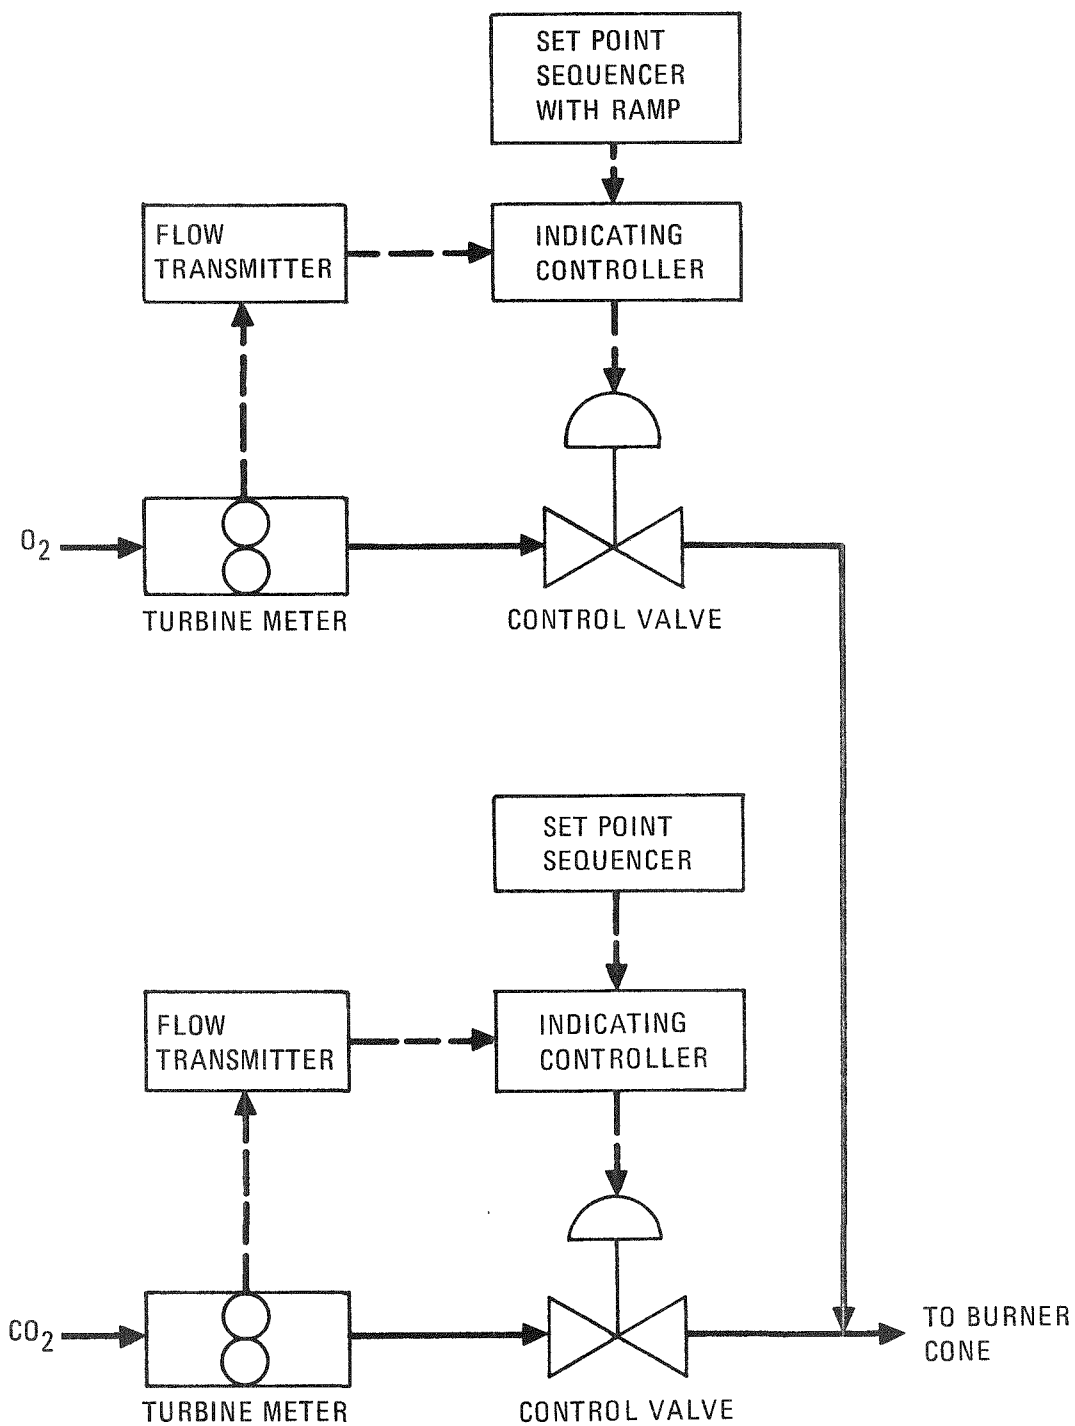 SET POINT
SEQUENCER
WITH RAMP
FLOW
TRANSMITTER
INDICATING
CONTROLLER
O2
TURBINE METER
CONTROL VALVE
SET POINT
SEQUENCER
FLOW
TRANSMITTER
INDICATING
CONTROLLER
CO2
TO BURNER
CONE
TURBINE METER
CONTROL VALVE